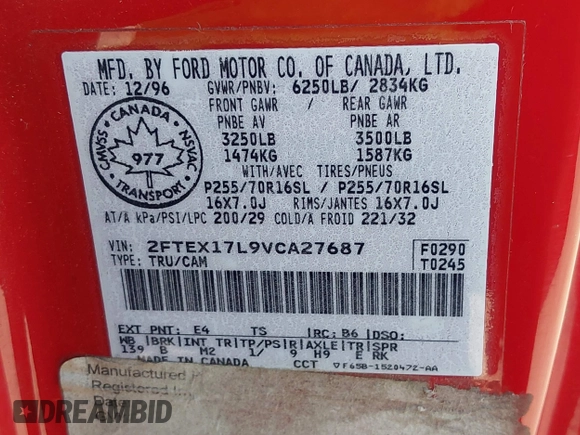 MFD. BY FORD MOTOR CO. OF CANADA, LTD.
DATE: 12/96 GVWR/PNBV: 6250LB/ 2834KG
FRONT GAWR / REAR GAWR
PNBE AV PNBE AR
3250LB 3500LB
1474KG 1587KG
WITH/AVEC TIRES/PNEUS
P255/70R16SL / P255/70R16SL
16X7.0J RIMS/JANTES 16X7.0J
AT/A kPa/PSI/LPC 200/29 COLD/A FROID 221/32
CANADA
CMVSS
NSVAC
977
TRANSPORT
VIN: 2FTEX17L9VCA27687
TYPE: TRU/CAM
F0290
T0245
EXT PNT: E4 TS RC: B6 DSO:
WB BRK INT TR TP/PS R AXLE TR SPR
139 B M2 1/ 9 H9 E RK
MADE IN CANADA CCT F65B-1520472-AA
Manufactured
Registered
DREAMBID